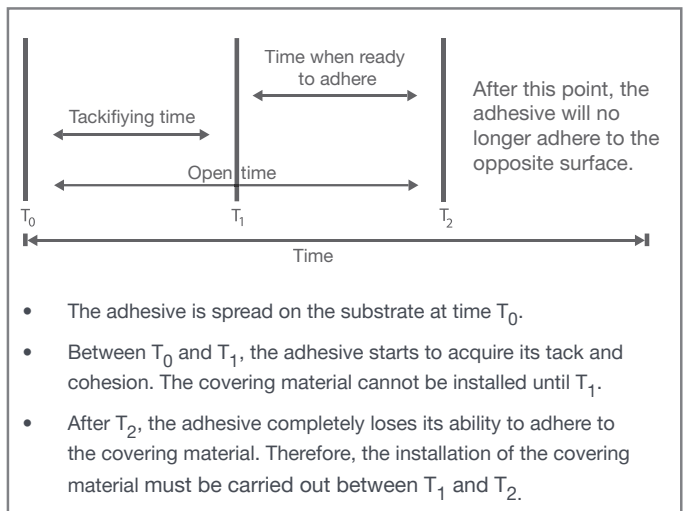 Time when ready
to adhere
After this point, the
adhesive will no
longer adhere to the
opposite surface.
Tackifiying time
Open time
T0
T1
T2
Time
• The adhesive is spread on the substrate at time T0.
• Between T0 and T1, the adhesive starts to acquire its tack and
cohesion. The covering material cannot be installed until T1.
• After T2, the adhesive completely loses its ability to adhere to
the covering material. Therefore, the installation of the covering
material must be carried out between T1 and T2.